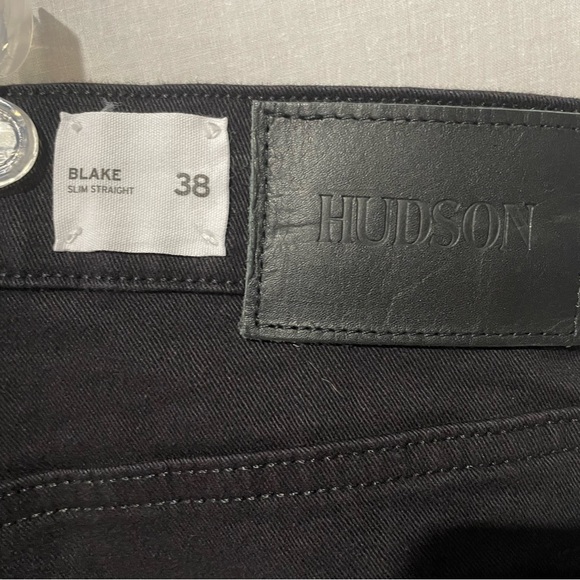 BLAKE
SLIM STRAIGHT
38
HUDSON